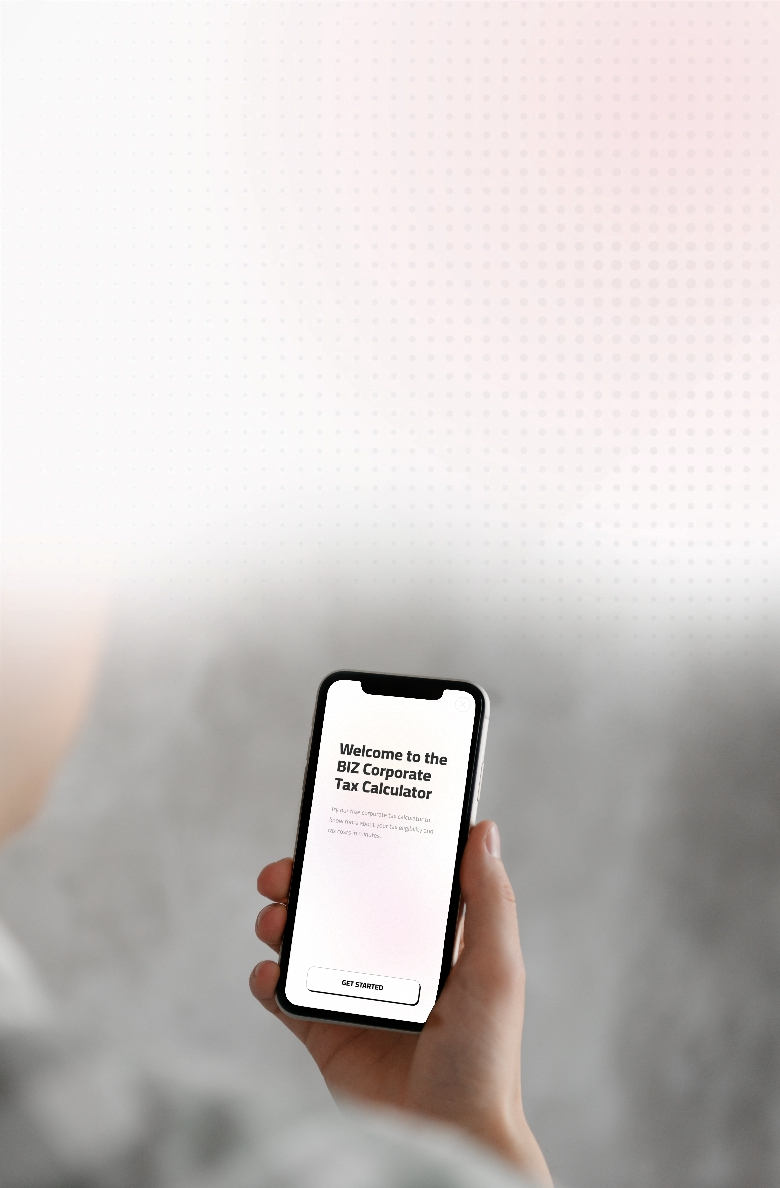 Welcome to the
BIZ Corporate
Tax Calculator
Try our free corporate tax calculator to
know more about your tax eligibility and
tax rates in minutes.
GET STARTED